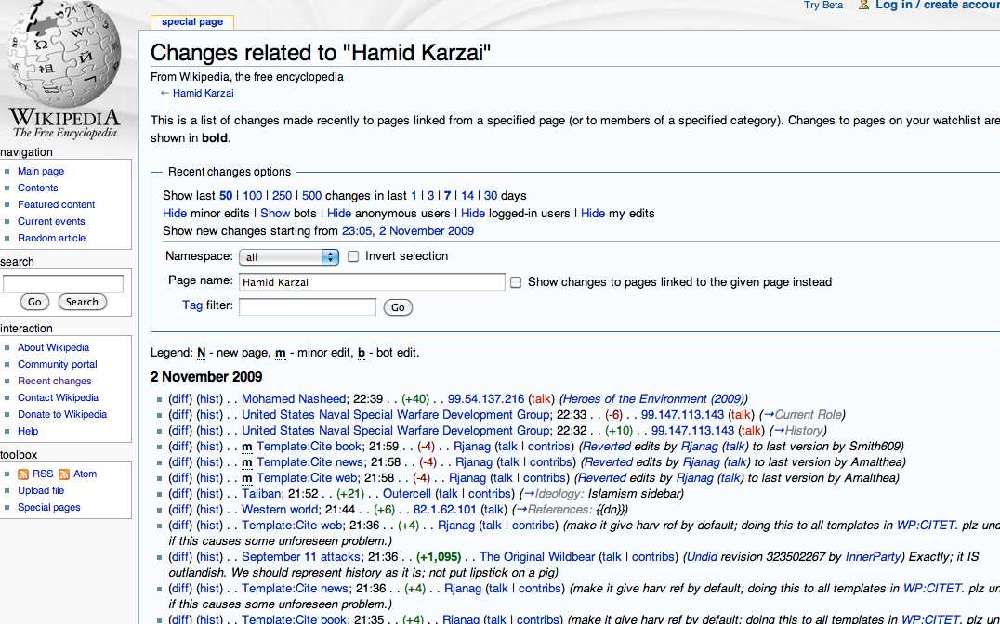 Try Beta Log in / create accoun
special page
Changes related to "Hamid Karzai"
From Wikipedia, the free encyclopedia
← Hamid Karzai
This is a list of changes made recently to pages linked from a specified page (or to members of a specified category). Changes to pages on your watchlist are
shown in bold.
WIKIPEDIA
The Free Encyclopedia
navigation
Main page
Contents
Featured content
Current events
Random article
search
Go Search
interaction
About Wikipedia
Community portal
Recent changes
Contact Wikipedia
Donate to Wikipedia
Help
toolbox
RSS Atom
Upload file
Special pages
Recent changes options
Show last 50 | 100 | 250 | 500 changes in last 1 | 3 | 7 | 14 | 30 days
Hide minor edits | Show bots | Hide anonymous users | Hide logged-in users | Hide my edits
Show new changes starting from 23:05, 2 November 2009
Namespace: all Invert selection
Page name: Hamid Karzai Show changes to pages linked to the given page instead
Tag filter: Go
Legend: N - new page, m - minor edit, b - bot edit.
2 November 2009
(diff) (hist) . . Mohamed Nasheed; 22:39 . . (+40) . . 99.54.137.216 (talk) (Heroes of the Environment (2009))
(diff) (hist) . . United States Naval Special Warfare Development Group; 22:33 . . (-6) . . 99.147.113.143 (talk) (→Current Role)
(diff) (hist) . . United States Naval Special Warfare Development Group; 22:32 . . (+10) . . 99.147.113.143 (talk) (→History)
(diff) (hist) . . m Template:Cite book; 21:59 . . (-4) . . Rjanag (talk | contribs) (Reverted edits by Rjanag (talk) to last version by Smith609)
(diff) (hist) . . m Template:Cite news; 21:58 . . (-4) . . Rjanag (talk | contribs) (Reverted edits by Rjanag (talk) to last version by Amalthea)
(diff) (hist) . . m Template:Cite web; 21:58 . . (-4) . . Rjanag (talk | contribs) (Reverted edits by Rjanag (talk) to last version by Amalthea)
(diff) (hist) . . Taliban; 21:52 . . (+21) . . Outercell (talk | contribs) (→Ideology: Islamism sidebar)
(diff) (hist) . . Western world; 21:44 . . (+6) . . 82.1.62.101 (talk) (→References: {{dn}})
(diff) (hist) . . Template:Cite web; 21:36 . . (+4) . . Rjanag (talk | contribs) (make it give harv ref by default; doing this to all templates in WP:CITET. plz und
if this causes some unforeseen problem.)
(diff) (hist) . . September 11 attacks; 21:36 . . (+1,095) . . The Original Wildbear (talk | contribs) (Undid revision 323502267 by InnerParty) Exactly; it IS
outlandish. We should represent history as it is; not put lipstick on a pig)
(diff) (hist) . . Template:Cite news; 21:36 . . (+4) . . Rjanag (talk | contribs) (make it give harv ref by default; doing this to all templates in WP:CITET. plz un
if this causes some unforeseen problem.)
(diff) (hist) . . Template:Cite book; 21:35 . . (+4) . . Rjanag (talk | contribs) (make it give harv ref by default; doing this to all templates in WP:CITET. plz un